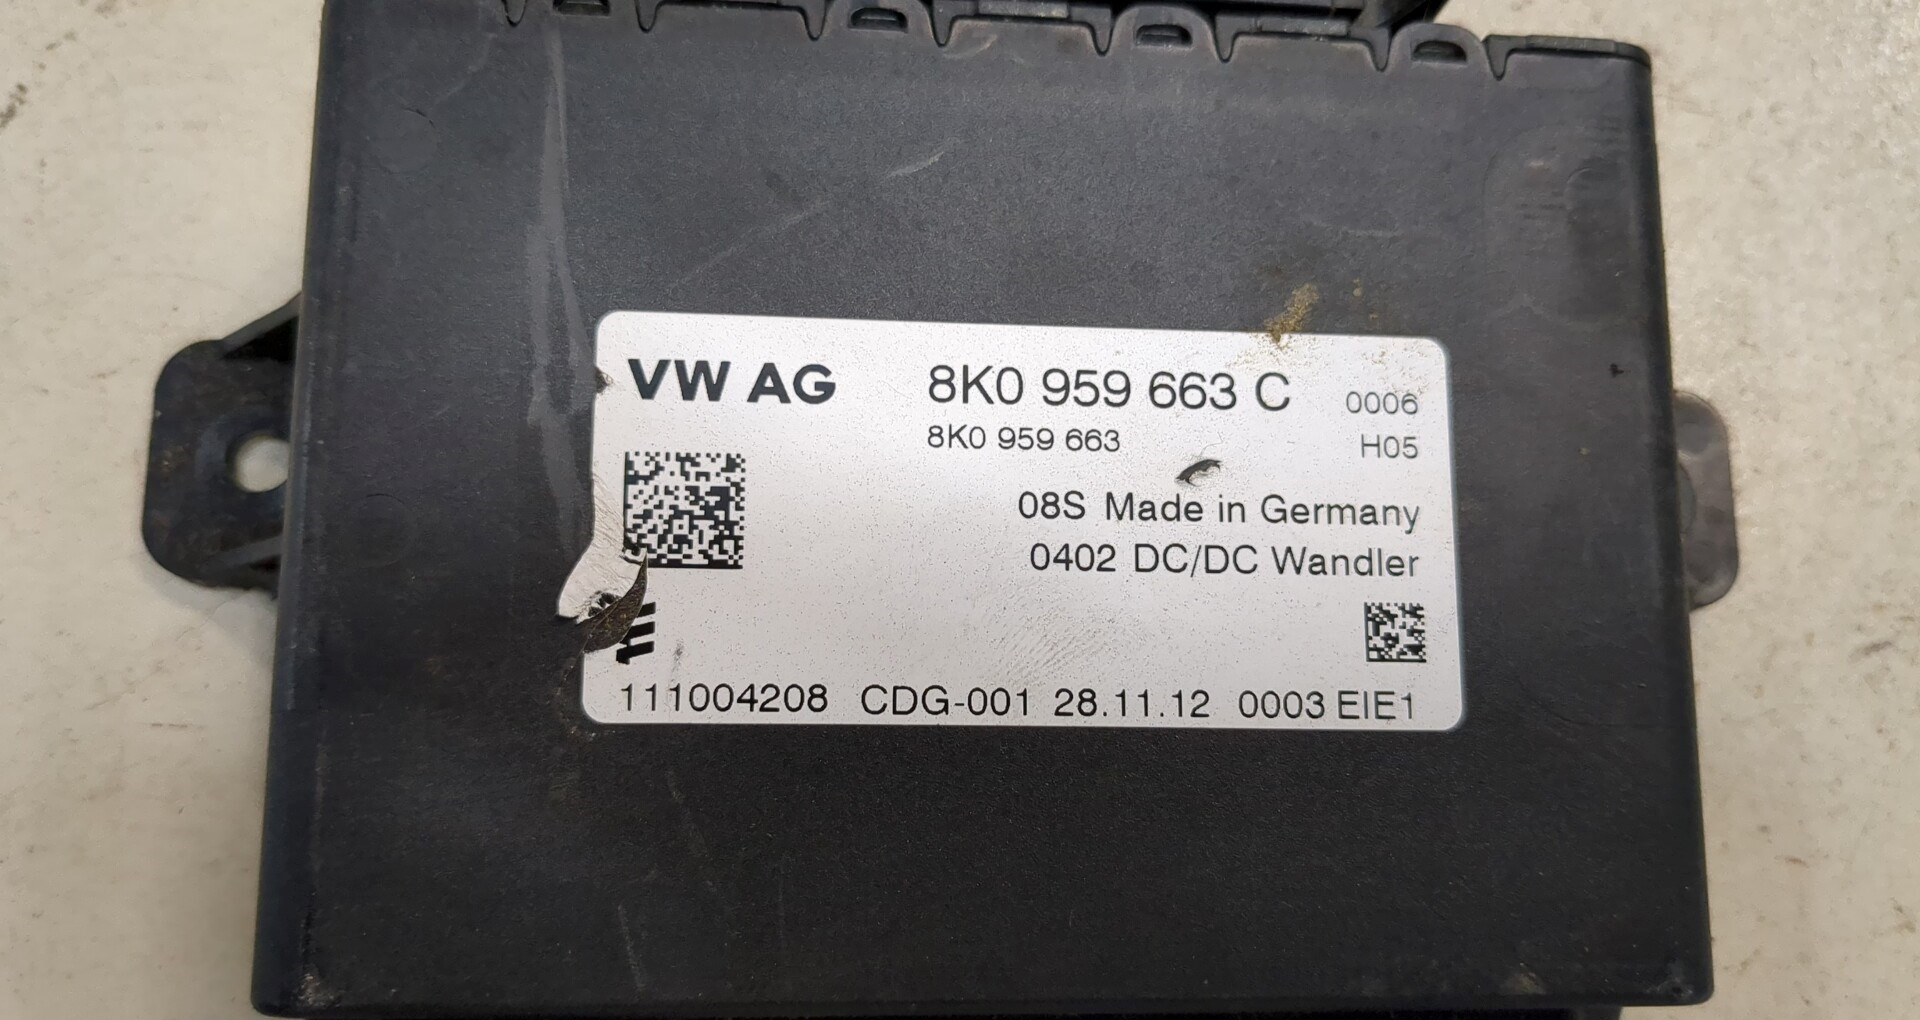 VW AG 8K0 959 663 C 0006
8K0 959 663 H05
08S Made in Germany
0402 DC/DC Wandler
111004208 CDG-001 28.11.12 0003 EIE1